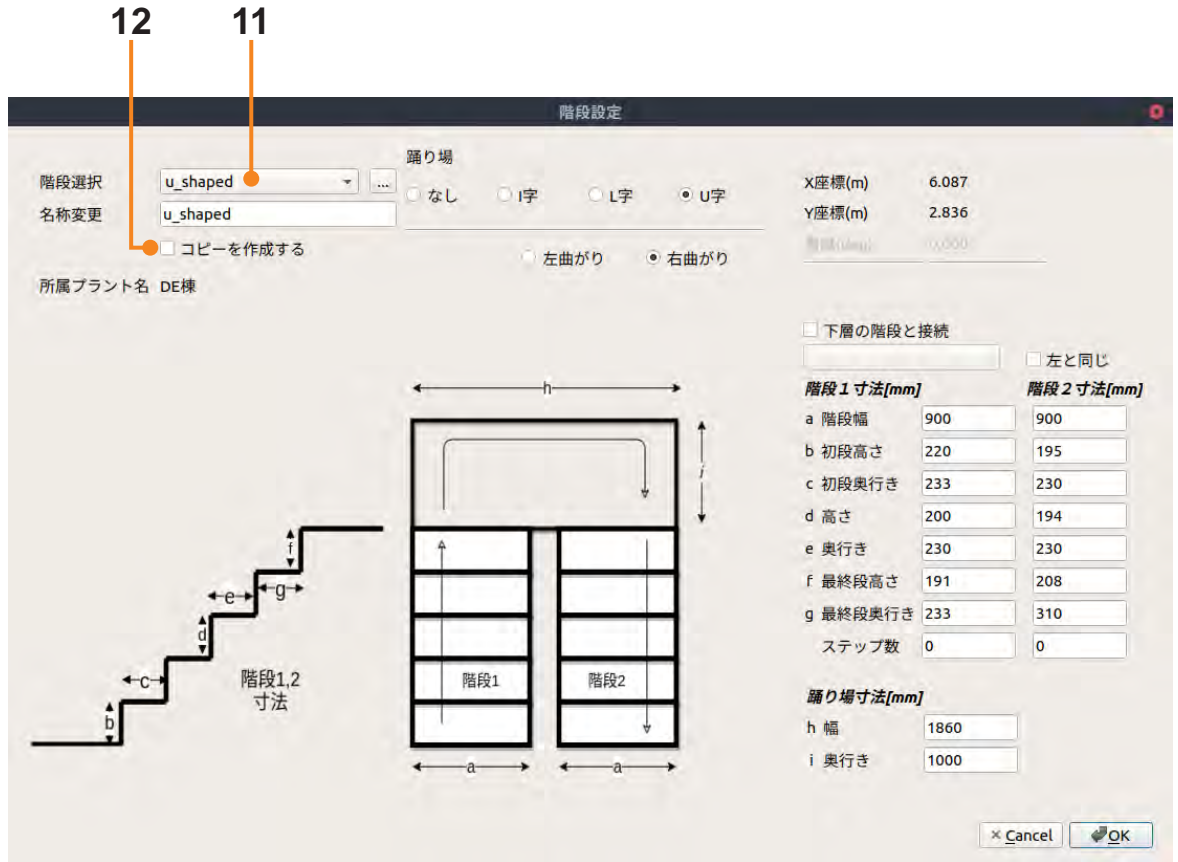 12 11
階段設定
階段選択 u_shaped ...
名称変更 u_shaped
コピーを作成する
所属プラント名 DE棟
踊り場
なし I字 L字 U字
左曲がり 右曲がり
X座標(m) 6.087
Y座標(m) 2.836
0.000
下層の階段と接続
左と同じ
階段１寸法[mm] 階段２寸法[mm]
a 階段幅 900 900
b 初段高さ 220 195
c 初段奥行き 233 230
d 高さ 200 194
e 奥行き 230 230
f 最終段高さ 191 208
g 最終段奥行き 233 310
ステップ数 0 0
踊り場寸法[mm]
h 幅 1860
i 奥行き 1000
h
i
f
e g
d
c
b
階段1,2
寸法
階段1 階段2
a a
Cancel OK